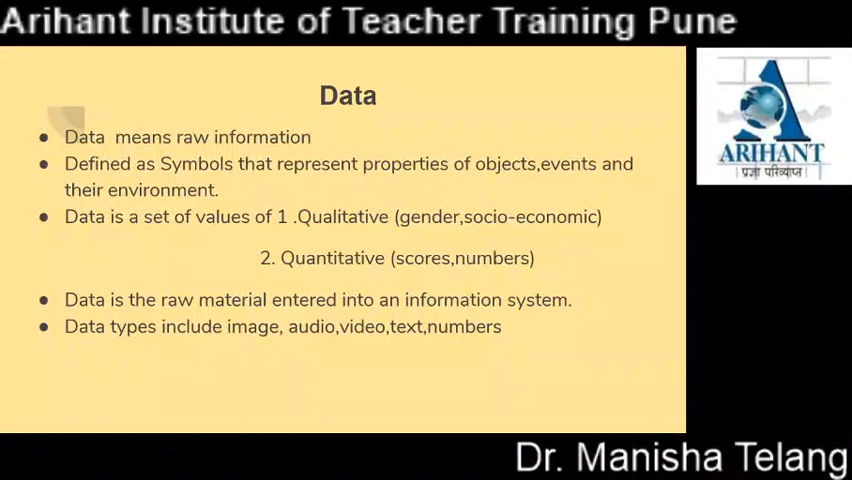 Arihant Institute of Teacher Training Pune
Data
● Data means raw information
● Defined as Symbols that represent properties of objects,events and
their environment.
● Data is a set of values of 1 .Qualitative (gender,socio-economic)
2. Quantitative (scores,numbers)
● Data is the raw material entered into an information system.
● Data types include image, audio,video,text,numbers
ARIHANT
प्रज्ञा परिव्याप्त
Dr. Manisha Telang